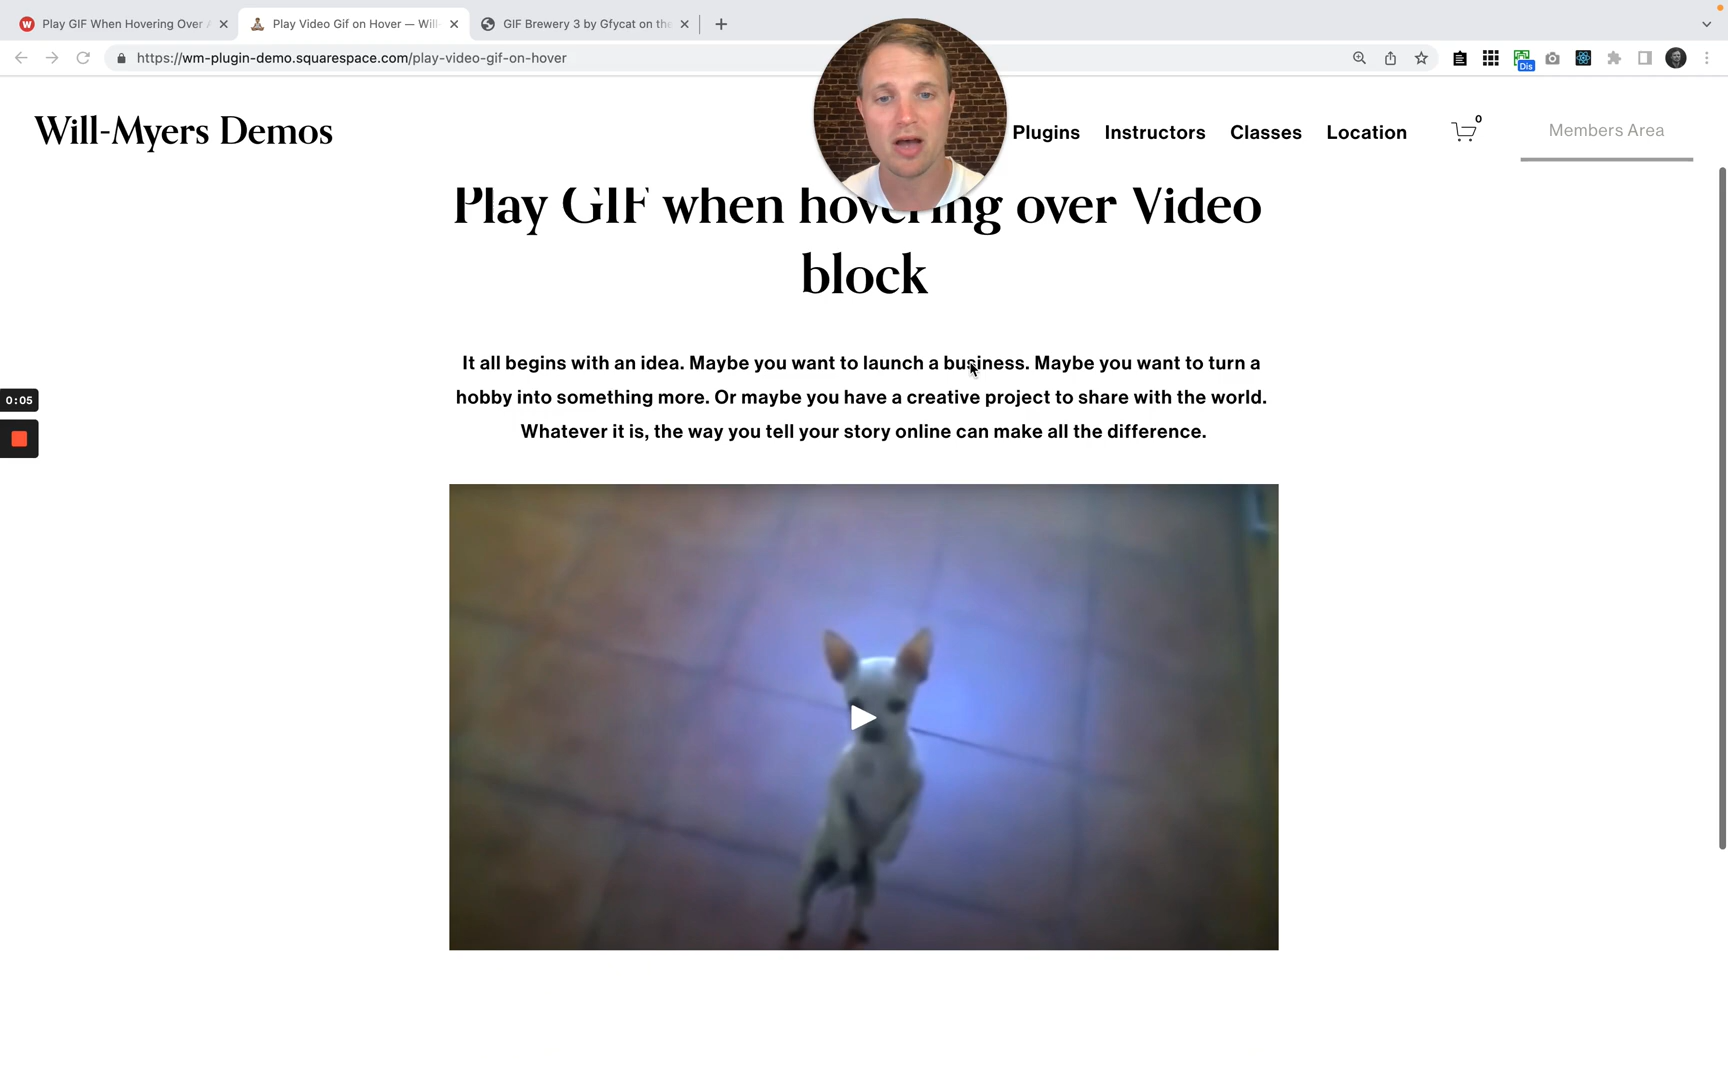 Play GIF When Hovering Over A
Play Video Gif on Hover — Will-
GIF Brewery 3 by Gfycat on the
https://wm-plugin-demo.squarespace.com/play-video-gif-on-hover
Dis
Will-Myers Demos
Plugins
Instructors
Classes
Location
0
Members Area
Play GIF when hovering over Video
block
It all begins with an idea. Maybe you want to launch a business. Maybe you want to turn a
hobby into something more. Or maybe you have a creative project to share with the world.
Whatever it is, the way you tell your story online can make all the difference.
0:05